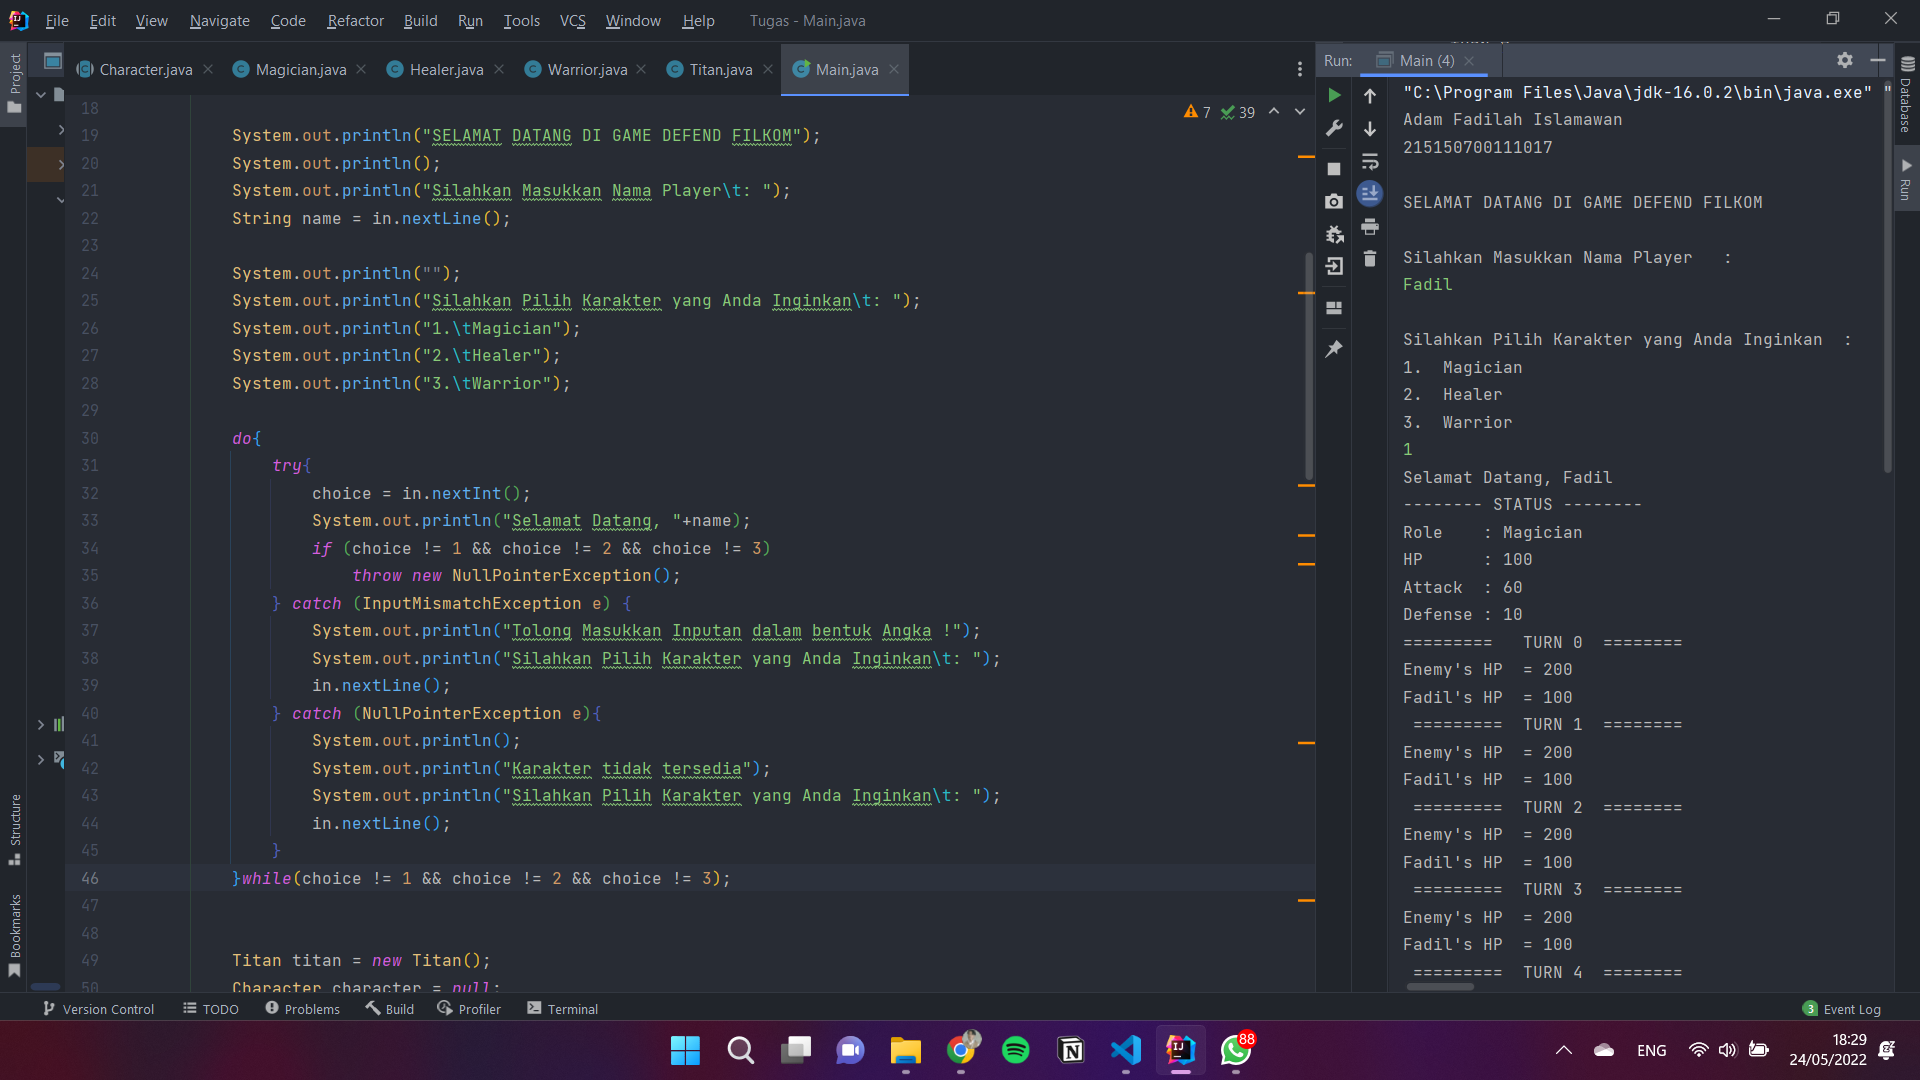 File Edit View Navigate Code Refactor Build Run Tools VCS Window Help Tugas - Main.java
Project
Character.java Magician.java Healer.java Warrior.java Titan.java Main.java
7 39
18
19 System.out.println("SELAMAT DATANG DI GAME DEFEND FILKOM");
20 System.out.println();
21 System.out.println("Silahkan Masukkan Nama Player\t: ");
22 String name = in.nextLine();
23
24 System.out.println("");
25 System.out.println("Silahkan Pilih Karakter yang Anda Inginkan\t: ");
26 System.out.println("1.\tMagician");
27 System.out.println("2.\tHealer");
28 System.out.println("3.\tWarrior");
29
30 do{
31 try{
32 choice = in.nextInt();
33 System.out.println("Selamat Datang, "+name);
34 if (choice != 1 && choice != 2 && choice != 3)
35 throw new NullPointerException();
36 } catch (InputMismatchException e) {
37 System.out.println("Tolong Masukkan Inputan dalam bentuk Angka !");
38 System.out.println("Silahkan Pilih Karakter yang Anda Inginkan\t: ");
39 in.nextLine();
40 } catch (NullPointerException e){
41 System.out.println();
42 System.out.println("Karakter tidak tersedia");
43 System.out.println("Silahkan Pilih Karakter yang Anda Inginkan\t: ");
44 in.nextLine();
45 }
46 }while(choice != 1 && choice != 2 && choice != 3);
47
48
49 Titan titan = new Titan();
50 Character character = null;
Structure
Bookmarks
Run: Main (4)
"C:\Program Files\Java\jdk-16.0.2\bin\java.exe" "
Adam Fadilah Islamawan
215150700111017
SELAMAT DATANG DI GAME DEFEND FILKOM
Silahkan Masukkan Nama Player :
Fadil
Silahkan Pilih Karakter yang Anda Inginkan :
1. Magician
2. Healer
3. Warrior
1
Selamat Datang, Fadil
-------- STATUS --------
Role : Magician
HP : 100
Attack : 60
Defense : 10
========= TURN 0 ========
Enemy's HP = 200
Fadil's HP = 100
========= TURN 1 ========
Enemy's HP = 200
Fadil's HP = 100
========= TURN 2 ========
Enemy's HP = 200
Fadil's HP = 100
========= TURN 3 ========
Enemy's HP = 200
Fadil's HP = 100
========= TURN 4 ========
Database
Run
Version Control TODO Problems Build Profiler Terminal 3 Event Log
88
ENG 18:29
24/05/2022